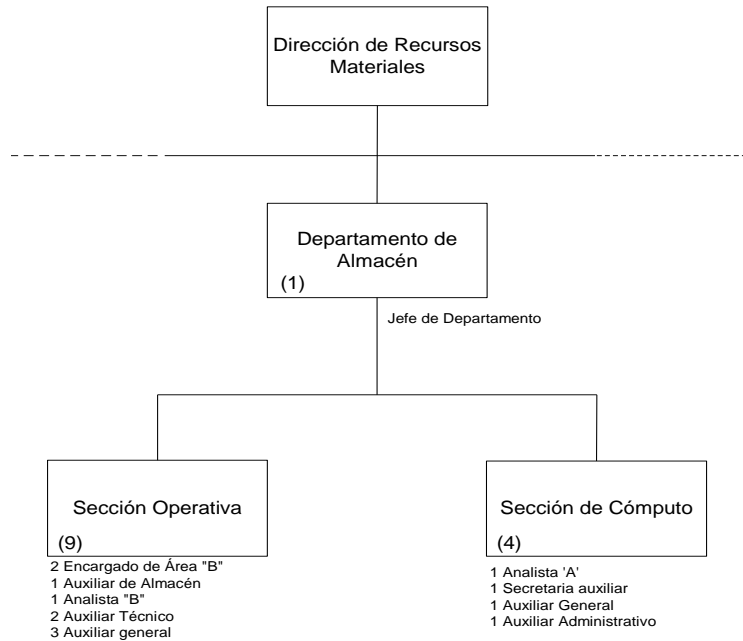 Dirección de Recursos
Materiales
Departamento de
Almacén
(1)
Jefe de Departamento
Sección Operativa
(9)
2 Encargado de Área "B"
1 Auxiliar de Almacén
1 Analista "B"
2 Auxiliar Técnico
3 Auxiliar general
Sección de Cómputo
(4)
1 Analista 'A'
1 Secretaria auxiliar
1 Auxiliar General
1 Auxiliar Administrativo